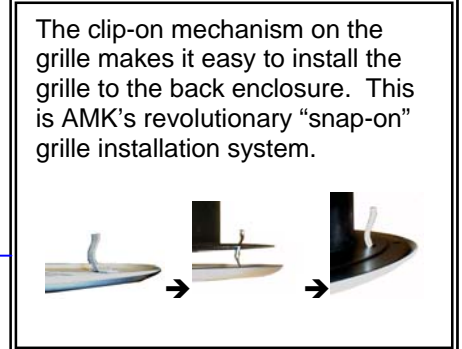 The clip-on mechanism on the
grille makes it easy to install the
grille to the back enclosure.  This
is AMK's revolutionary “snap-on”
grille installation system.